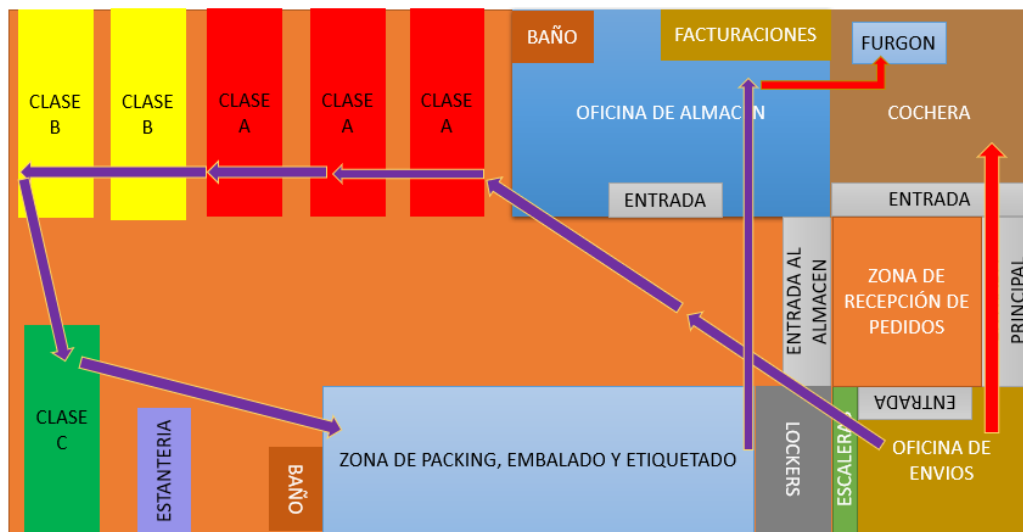 BAÑO
FACTURACIONES
FURGON
CLASE
B
CLASE
B
CLASE
A
CLASE
A
CLASE
A
OFICINA DE ALMACEN
COCHERA
ENTRADA
ENTRADA
ENTRADA AL
ALMACEN
ZONA DE
RECEPCIÓN DE
PEDIDOS
PRINCIPAL
CLASE
C
ESTANTERIA
BAÑO
ZONA DE PACKING, EMBALADO Y ETIQUETADO
LOCKERS
ESCALERAS
ENTRADA
OFICINA DE
ENVIOS